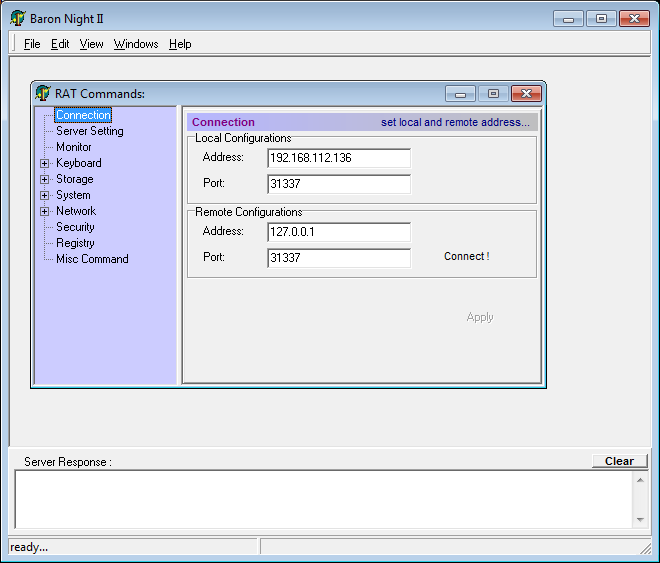 Baron Night II
File Edit View Windows Help
RAT Commands:
Connection
Server Setting
Monitor
Keyboard
Storage
System
Network
Security
Registry
Misc Command
Connection set local and remote address...
Local Configurations
Address: 192.168.112.136
Port: 31337
Remote Configurations
Address: 127.0.0.1
Port: 31337 Connect !
Apply
Server Response : Clear
ready...